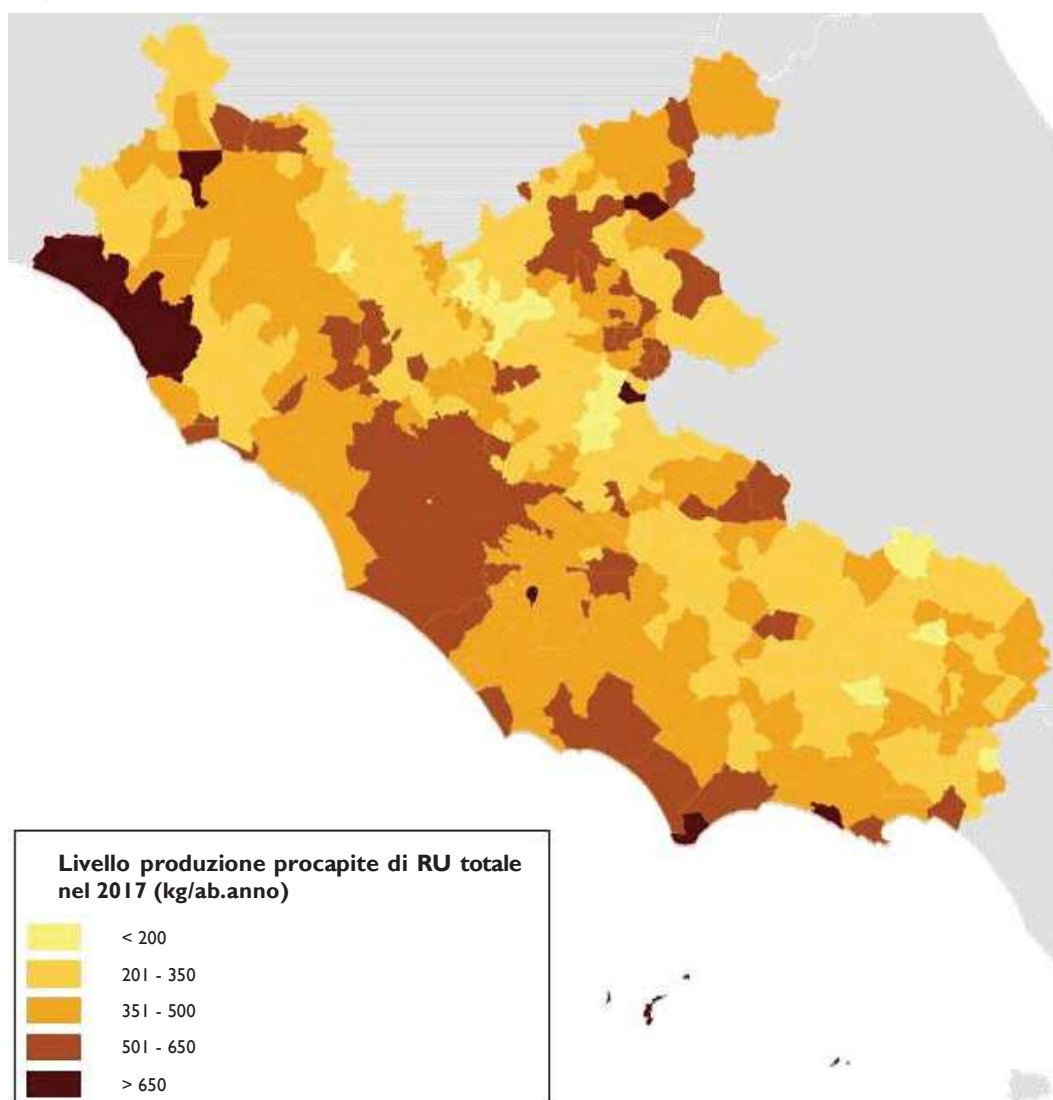 Livello produzione procapite di RU totale
nel 2017 (kg/ab.anno)
< 200
201 - 350
351 - 500
501 - 650
> 650